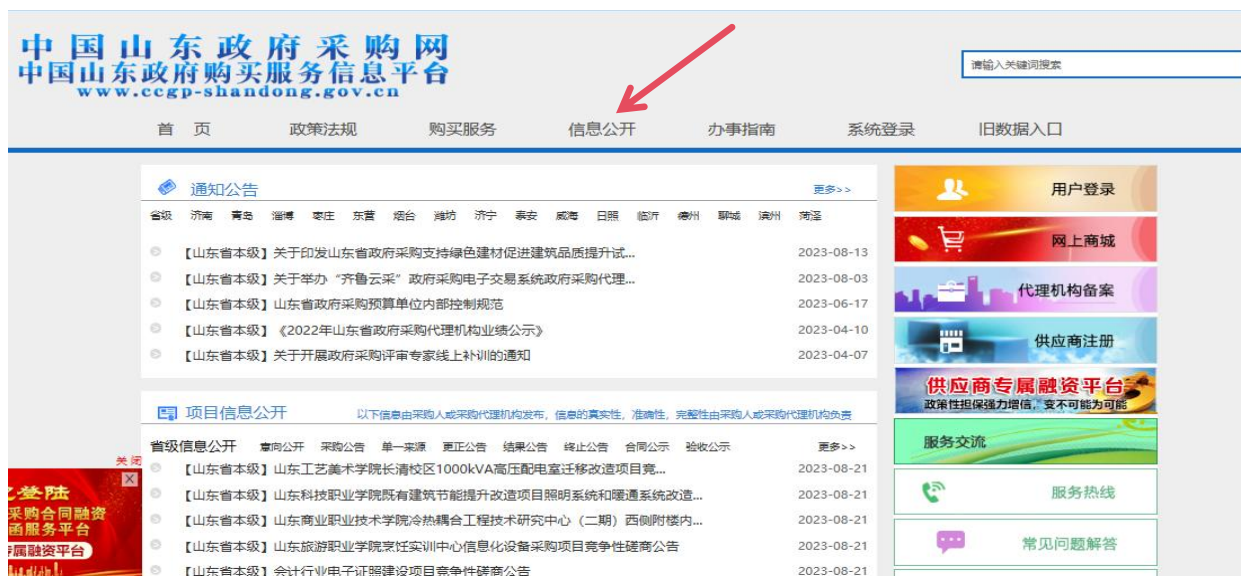 中国山东政府采购网
中国山东政府购买服务信息平台
www.ccgp-shandong.gov.cn
请输入关键词搜索
首 页 政策法规 购买服务 信息公开 办事指南 系统登录 旧数据入口
通知公告 更多>>
省级 济南 青岛 淄博 枣庄 东营 烟台 潍坊 济宁 泰安 威海 日照 临沂 德州 聊城 滨州 菏泽
【山东省本级】关于印发山东省政府采购支持绿色建材促进建筑品质提升试... 2023-08-13
【山东省本级】关于举办“齐鲁云采”政府采购电子交易系统政府采购代理... 2023-08-03
【山东省本级】山东省政府采购预算单位内部控制规范 2023-06-17
【山东省本级】《2022年山东省政府采购代理机构业绩公示》 2023-04-10
【山东省本级】关于开展政府采购评审专家线上补训的通知 2023-04-07
项目信息公开 以下信息由采购人或采购代理机构发布，信息的真实性，准确性，完整性由采购人或采购代理机构负责
省级信息公开 意向公开 采购公告 单一来源 更正公告 结果公告 终止公告 合同公示 验收公示 更多>>
【山东省本级】山东工艺美术学院长清校区1000kVA高压配电室迁移改造项目竞... 2023-08-21
【山东省本级】山东科技职业学院既有建筑节能提升改造项目照明系统和暖通系统改造... 2023-08-21
【山东省本级】山东商业职业技术学院冷热耦合工程技术研究中心（二期）西侧附楼内... 2023-08-21
【山东省本级】山东旅游职业学院烹饪实训中心信息化设备采购项目竞争性磋商公告 2023-08-21
【山东省本级】会计行业电子证照建设项目竞争性磋商公告 2023-08-21
用户登录
网上商城
代理机构备案
供应商注册
供应商专属融资平台
政策性担保强力增信，变不可能为可能
服务交流
服务热线
常见问题解答
关闭
登陆
采购合同融资
函服务平台
属融资平台